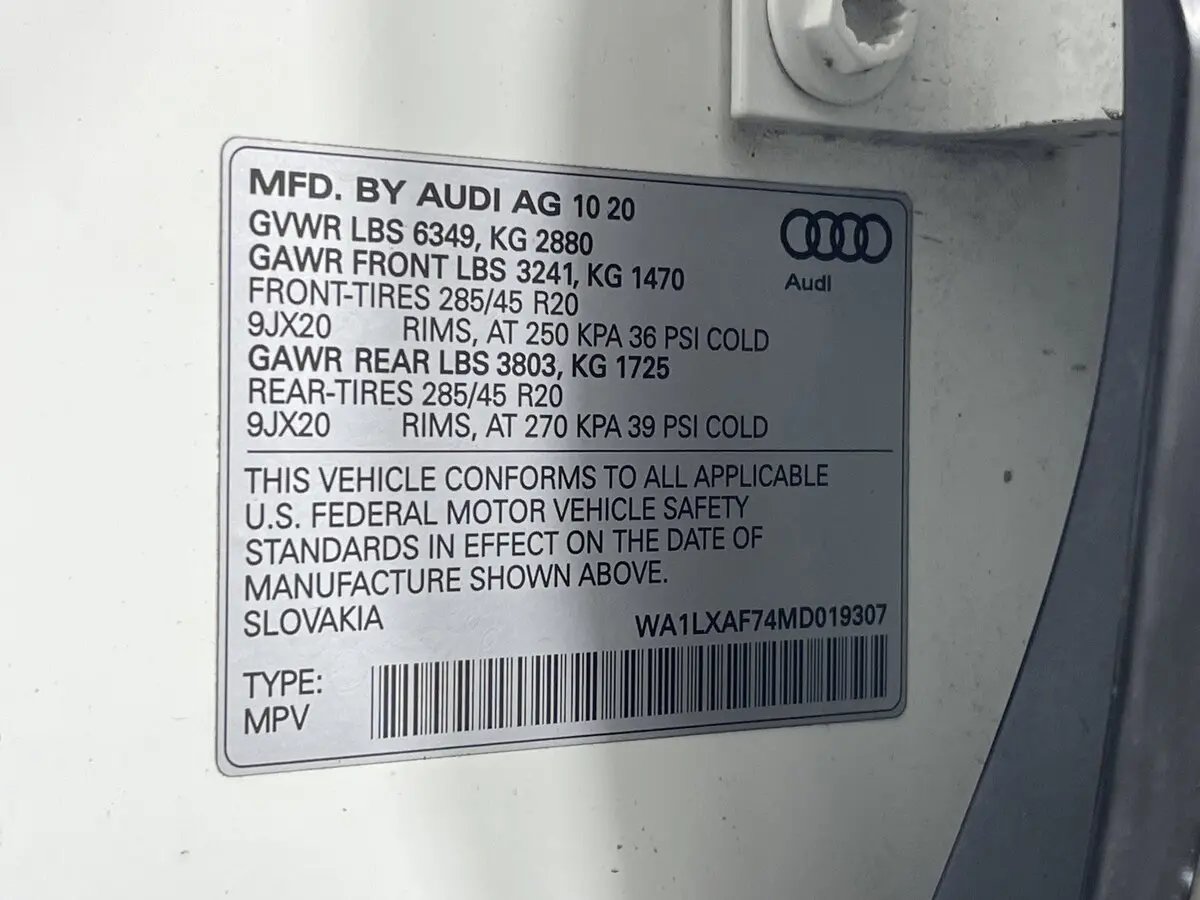 MFD. BY AUDI AG 10 20
GVWR LBS 6349, KG 2880
GAWR FRONT LBS 3241, KG 1470
FRONT-TIRES 285/45 R20
9JX20 RIMS, AT 250 KPA 36 PSI COLD
GAWR REAR LBS 3803, KG 1725
REAR-TIRES 285/45 R20
9JX20 RIMS, AT 270 KPA 39 PSI COLD
Audi
THIS VEHICLE CONFORMS TO ALL APPLICABLE
U.S. FEDERAL MOTOR VEHICLE SAFETY
STANDARDS IN EFFECT ON THE DATE OF
MANUFACTURE SHOWN ABOVE.
SLOVAKIA WA1LXAF74MD019307
TYPE:
MPV